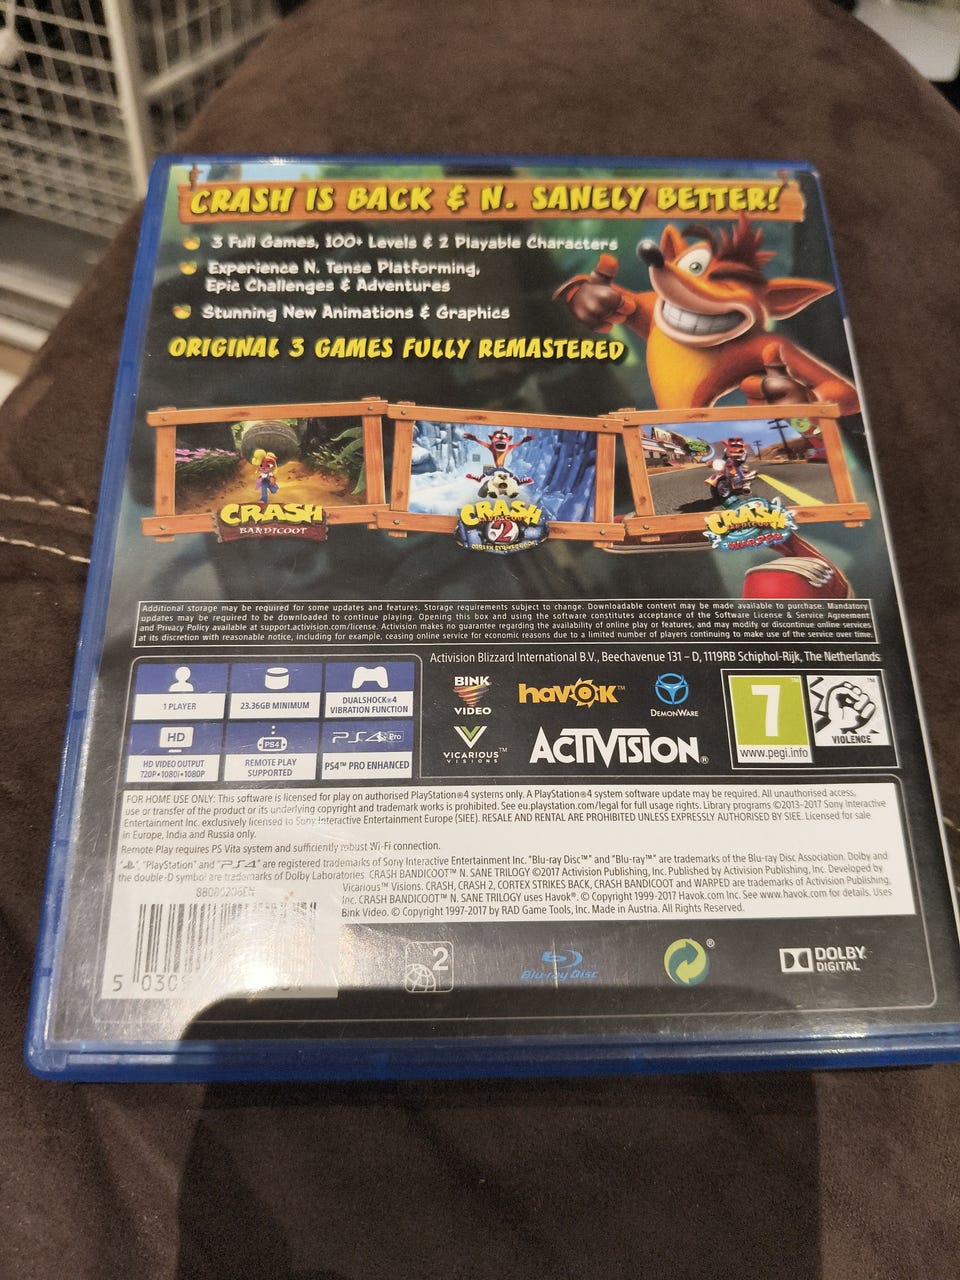 CRASH IS BACK & N. SANELY BETTER!
3 Full Games, 100+ Levels & 2 Playable Characters
Experience N. Tense Platforming,
Epic Challenges & Adventures
Stunning New Animations & Graphics
ORIGINAL 3 GAMES FULLY REMASTERED
CRASH
BANDICOOT
CRASH
BANDICOOT
2
CORTEX STRIKES BACK
CRASH
BANDICOOT
WARPED
Additional storage may be required for some updates and features. Storage requirements subject to change. Downloadable content may be made available to purchase. Mandatory
updates may be required to be downloaded to continue playing. Opening this box and using the software constitutes acceptance of the Software License & Service Agreement
and Privacy Policy available at support.activision.com/license. Activision makes no guarantee regarding the availability of online play or features, and may modify or discontinue online services
at its discretion with reasonable notice, including for example, ceasing online service for economic reasons due to a limited number of players continuing to make use of the service over time.
Activision Blizzard International B.V., Beechavenue 131 – D, 1119RB Schiphol-Rijk, The Netherlands
1 PLAYER
23.36GB MINIMUM
DUALSHOCK®4
VIBRATION FUNCTION
HD
HD VIDEO OUTPUT
720P•1080i•1080P
PS4
REMOTE PLAY
SUPPORTED
PS4 Pro
PS4™ PRO ENHANCED
BINK
VIDEO
havok™
DEMONWARE
VICARIOUS™
VISIONS
ACTIVISION®
7™
www.pegi.info
™
VIOLENCE
FOR HOME USE ONLY: This software is licensed for play on authorised PlayStation®4 systems only. A PlayStation®4 system software update may be required. All unauthorised access,
use or transfer of the product or its underlying copyright and trademark works is prohibited. See eu.playstation.com/legal for full usage rights. Library programs ©2013-2017 Sony Interactive
Entertainment Inc. exclusively licensed to Sony Interactive Entertainment Europe (SIEE). RESALE AND RENTAL ARE PROHIBITED UNLESS EXPRESSLY AUTHORISED BY SIEE. Licensed for sale
in Europe, India and Russia only.
Remote Play requires PS Vita system and sufficiently robust Wi-Fi connection.
"", "PlayStation" and "PS4" are registered trademarks of Sony Interactive Entertainment Inc. "Blu-ray Disc™" and "Blu-ray™" are trademarks of the Blu-ray Disc Association. Dolby and
the double-D symbol are trademarks of Dolby Laboratories. CRASH BANDICOOT™ N. SANE TRILOGY ©2017 Activision Publishing, Inc. Published by Activision Publishing, Inc. Developed by
Vicarious™ Visions. CRASH, CRASH 2, CORTEX STRIKES BACK, CRASH BANDICOOT and WARPED are trademarks of Activision Publishing,
Inc. CRASH BANDICOOT™ N. SANE TRILOGY uses Havok®. © Copyright 1999-2017 Havok.com Inc. See www.havok.com for details. Uses
Bink Video. © Copyright 1997-2017 by RAD Game Tools, Inc. Made in Austria. All Rights Reserved.
88089206EN
5 030
2
Blu-ray Disc
®
DOLBY
DIGITAL